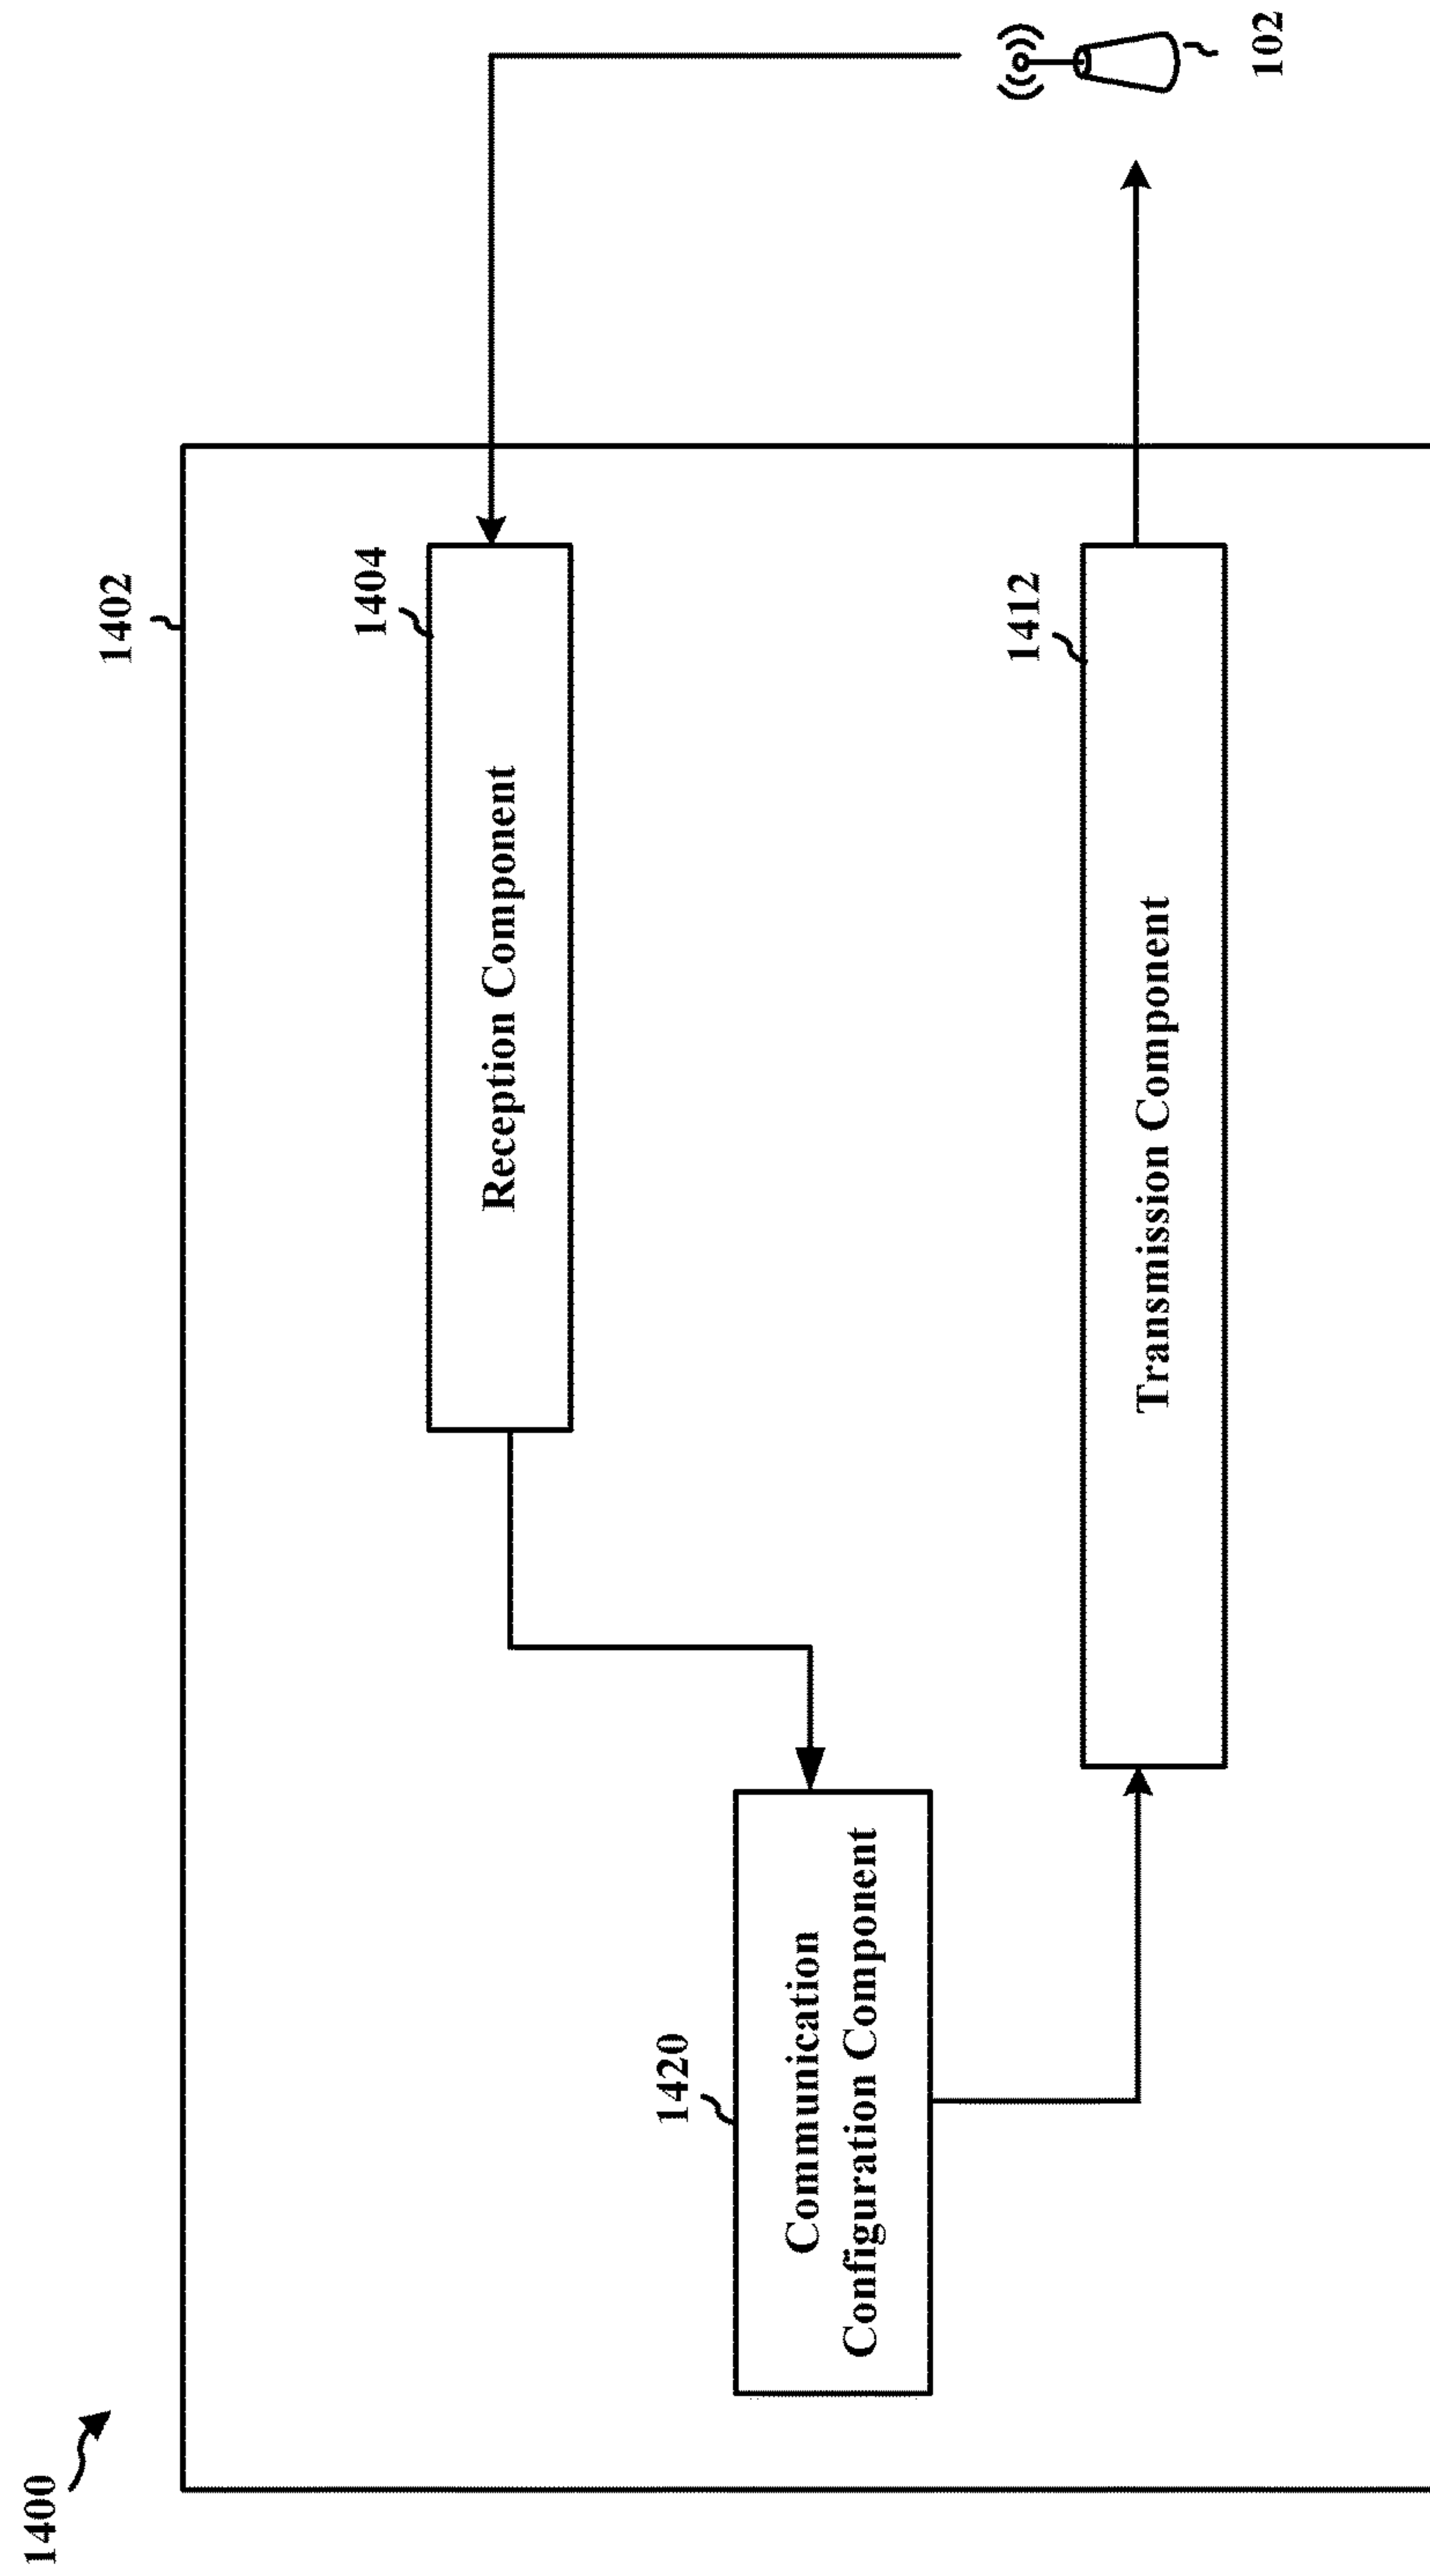 1400
1402
1404
Reception Component
1420
Communication
Configuration Component
1412
Transmission Component
102